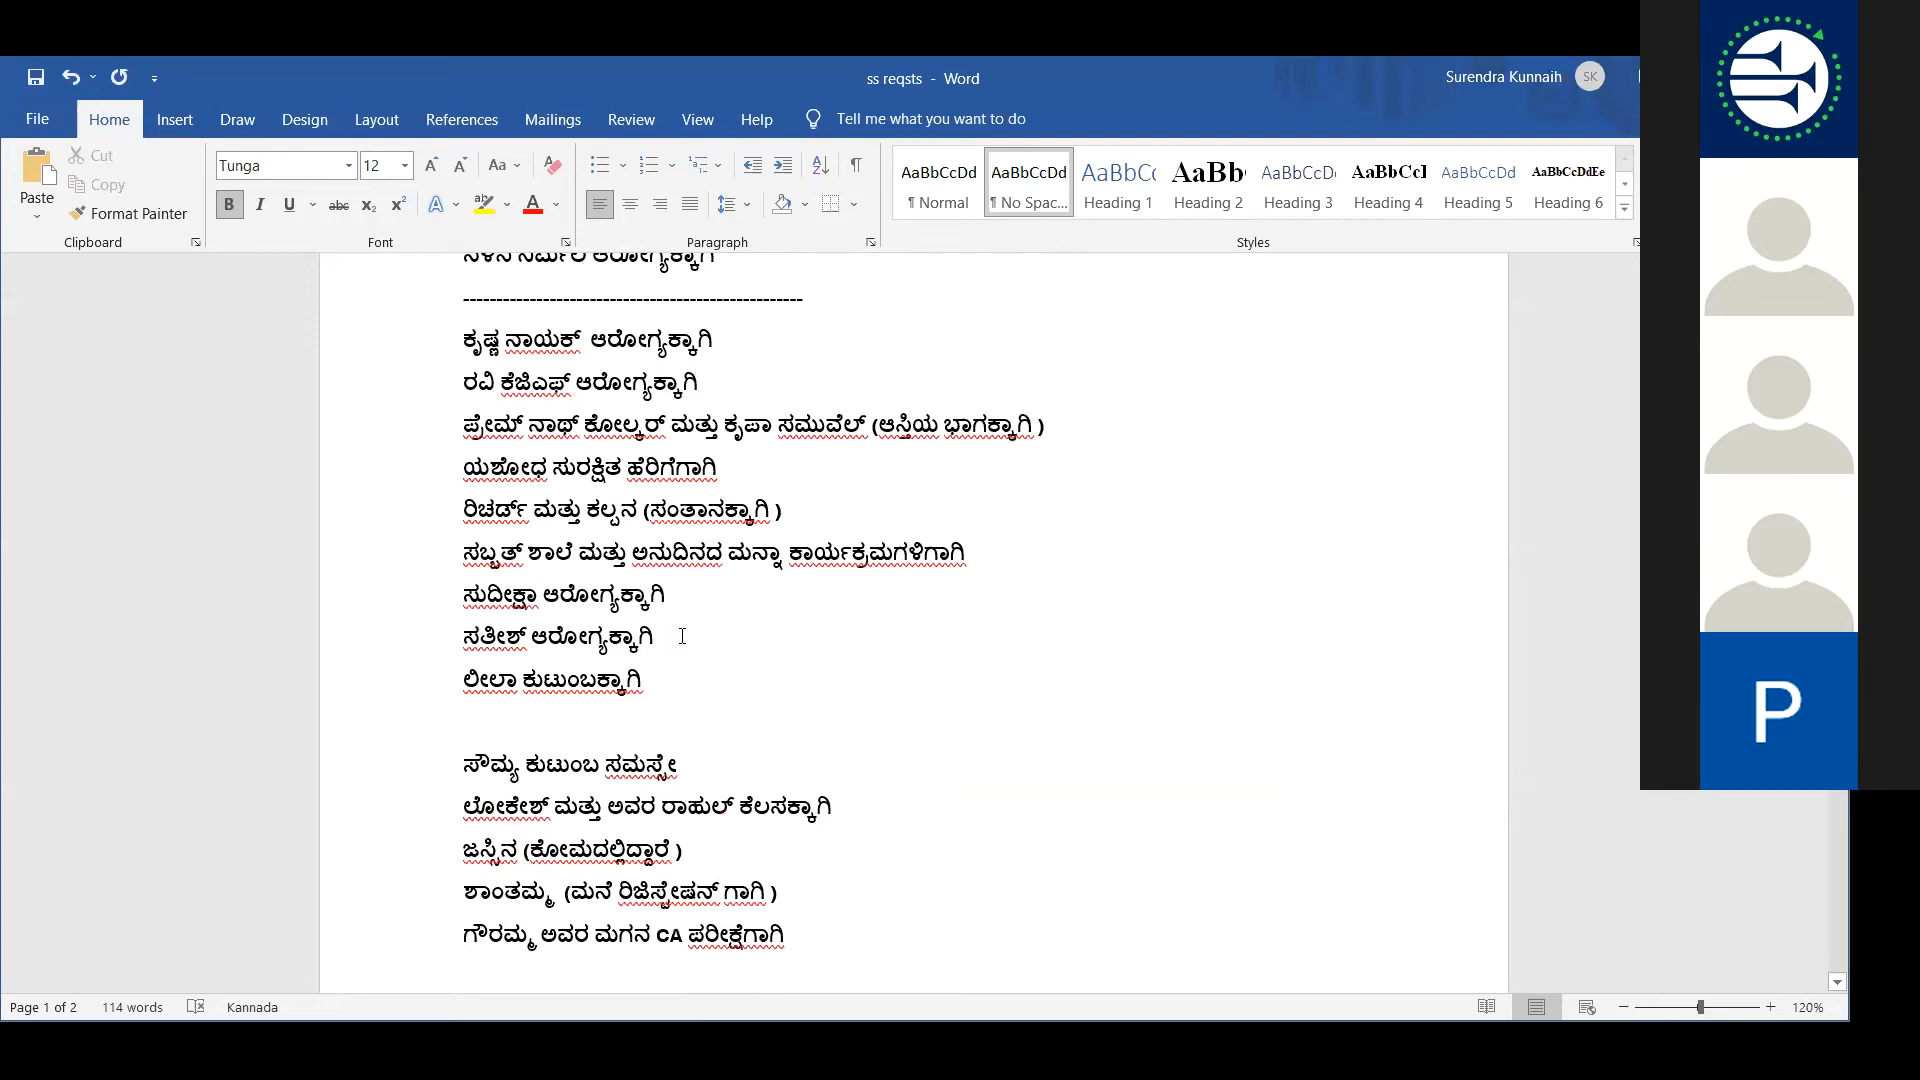 ss reqsts - Word
Surendra Kunnaih SK
File Home Insert Draw Design Layout References Mailings Review View Help Tell me what you want to do
Paste
Cut
Copy
Format Painter
Clipboard
Tunga 12
Font
Paragraph
AaBbCcDd AaBbCcDd AaBbCc AaBb AaBbCcD AaBbCcI AaBbCcDd AaBbCcDdEe
¶ Normal ¶ No Spac... Heading 1 Heading 2 Heading 3 Heading 4 Heading 5 Heading 6
Styles
ಆರೋಗ್ಯಕ್ಕಾಗಿ
---------------------------------------------------
ಕೃಷ್ಣ ನಾಯಕ್ ಆರೋಗ್ಯಕ್ಕಾಗಿ
ರವಿ ಕೆಜಿಎಫ್ ಆರೋಗ್ಯಕ್ಕಾಗಿ
ಪ್ರೇಮ್ ನಾಥ್ ಕೋಲ್ಕರ್ ಮತ್ತು ಕೃಪಾ ಸಮುವೆಲ್ (ಆಸ್ತಿಯ ಭಾಗಕ್ಕಾಗಿ )
ಯಶೋಧ ಸುರಕ್ಷಿತ ಹೆರಿಗೆಗಾಗಿ
ರಿಚರ್ಡ್ ಮತ್ತು ಕಲ್ಪನ (ಸಂತಾನಕ್ಕಾಗಿ )
ಸಬ್ಬತ್ ಶಾಲೆ ಮತ್ತು ಅನುದಿನದ ಮನ್ನಾ ಕಾರ್ಯಕ್ರಮಗಳಿಗಾಗಿ
ಸುದೀಕ್ಷಾ ಆರೋಗ್ಯಕ್ಕಾಗಿ
ಸತೀಶ್ ಆರೋಗ್ಯಕ್ಕಾಗಿ
ಲೀಲಾ ಕುಟುಂಬಕ್ಕಾಗಿ
ಸೌಮ್ಯ ಕುಟುಂಬ ಸಮಸ್ಸೇ
ಲೋಕೇಶ್ ಮತ್ತು ಅವರ ರಾಹುಲ್ ಕೆಲಸಕ್ಕಾಗಿ
ಜಸ್ಸಿನ (ಕೋಮದಲ್ಲಿದ್ದಾರೆ )
ಶಾಂತಮ್ಮ (ಮನೆ ರಿಜಿಸ್ಟೇಷನ್ ಗಾಗಿ )
ಗೌರಮ್ಮ ಅವರ ಮಗನ CA ಪರೀಕ್ಷೆಗಾಗಿ
P
Page 1 of 2 114 words Kannada 120%